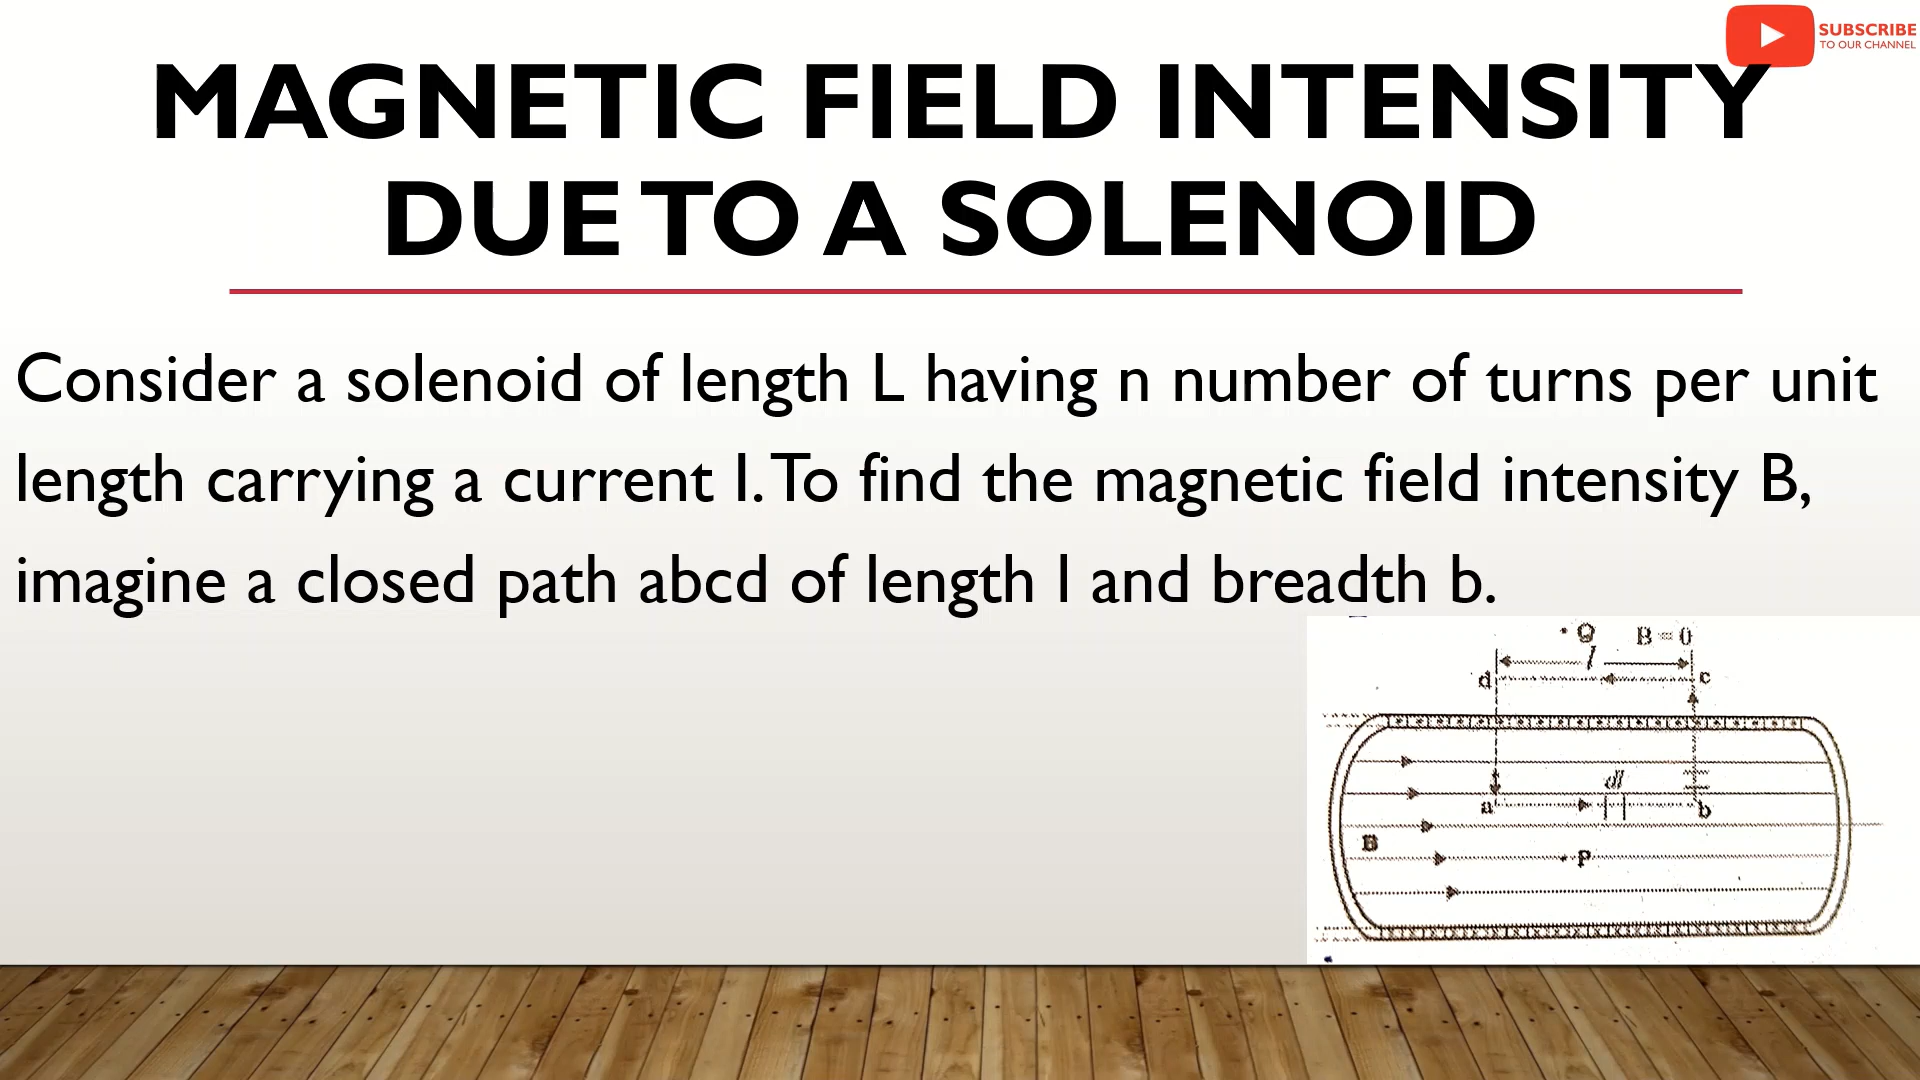 SUBSCRIBE
TO OUR CHANNEL
MAGNETIC FIELD INTENSITY
DUE TO A SOLENOID
Consider a solenoid of length L having n number of turns per unit
length carrying a current I. To find the magnetic field intensity B,
imagine a closed path abcd of length l and breadth b.
Q B = 0
l
d c
dl
a b
B
P